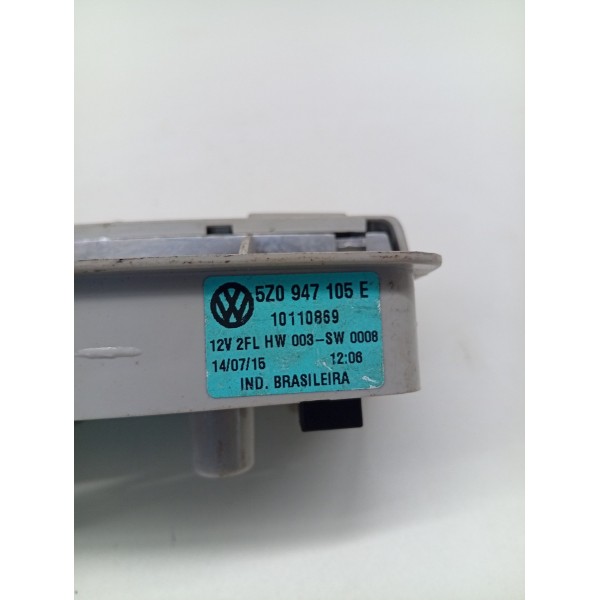 5Z0 947 105 E
10110869
12V 2FL HW 003-SW 0008
14/07/15 12:06
IND. BRASILEIRA